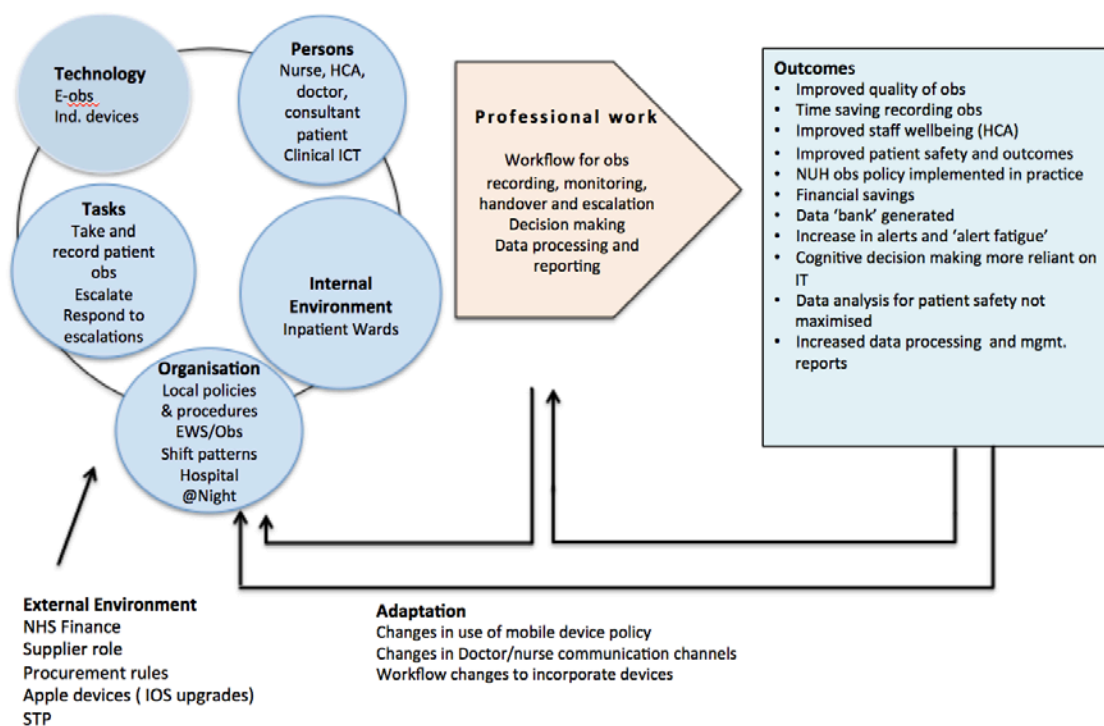 Technology
E-obs
Ind. devices
Persons
Nurse, HCA,
doctor,
consultant
patient
Clinical ICT
Tasks
Take and
record patient
obs
Escalate
Respond to
escalations
Internal
Environment
Inpatient Wards
Organisation
Local policies
& procedures
EWS/Obs
Shift patterns
Hospital
@Night
Professional work
Workflow for obs
recording, monitoring,
handover and escalation
Decision making
Data processing and
reporting
Outcomes
• Improved quality of obs
• Time saving recording obs
• Improved staff wellbeing (HCA)
• Improved patient safety and outcomes
• NUH obs policy implemented in practice
• Financial savings
• Data ‘bank’ generated
• Increase in alerts and ‘alert fatigue’
• Cognitive decision making more reliant on
IT
• Data analysis for patient safety not
maximised
• Increased data processing and mgmt.
reports
External Environment
NHS Finance
Supplier role
Procurement rules
Apple devices ( IOS upgrades)
STP
Adaptation
Changes in use of mobile device policy
Changes in Doctor/nurse communication channels
Workflow changes to incorporate devices